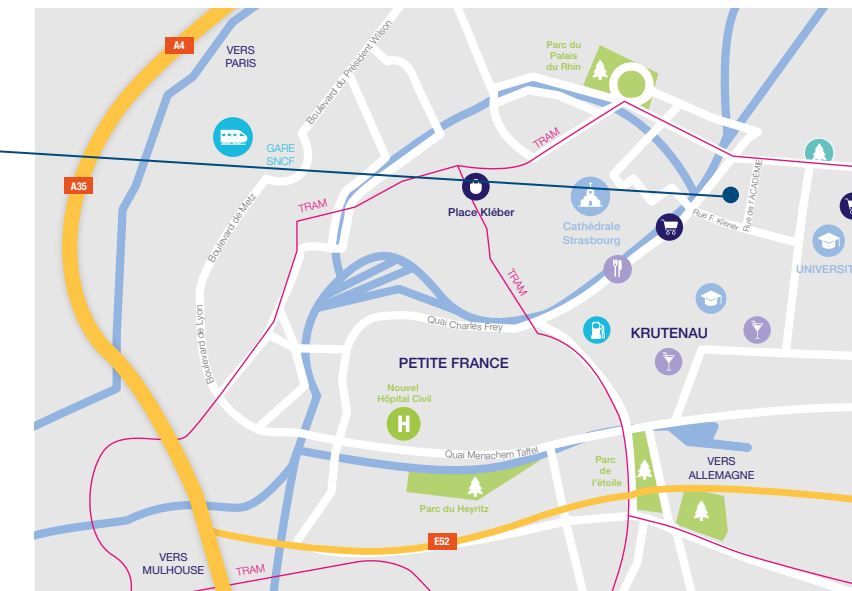 A4
VERS
PARIS
Boulevard du Président Wilson
Parc du
Palais
du Rhin
GARE
SNCF
TRAM
A35
TRAM
Place Kléber
Cathédrale
Strasbourg
Rue F. Kiener
Rue de l'ACADÉMIE
Boulevard de Metz
UNIVERSIT
TRAM
Boulevard de Lyon
Quai Charles Frey
KRUTENAU
PETITE FRANCE
Nouvel
Hôpital Civil
H
Quai Menachem Taffel
Parc
de
l'étoile
VERS
ALLEMAGNE
Parc du Heyritz
E52
VERS
MULHOUSE
TRAM